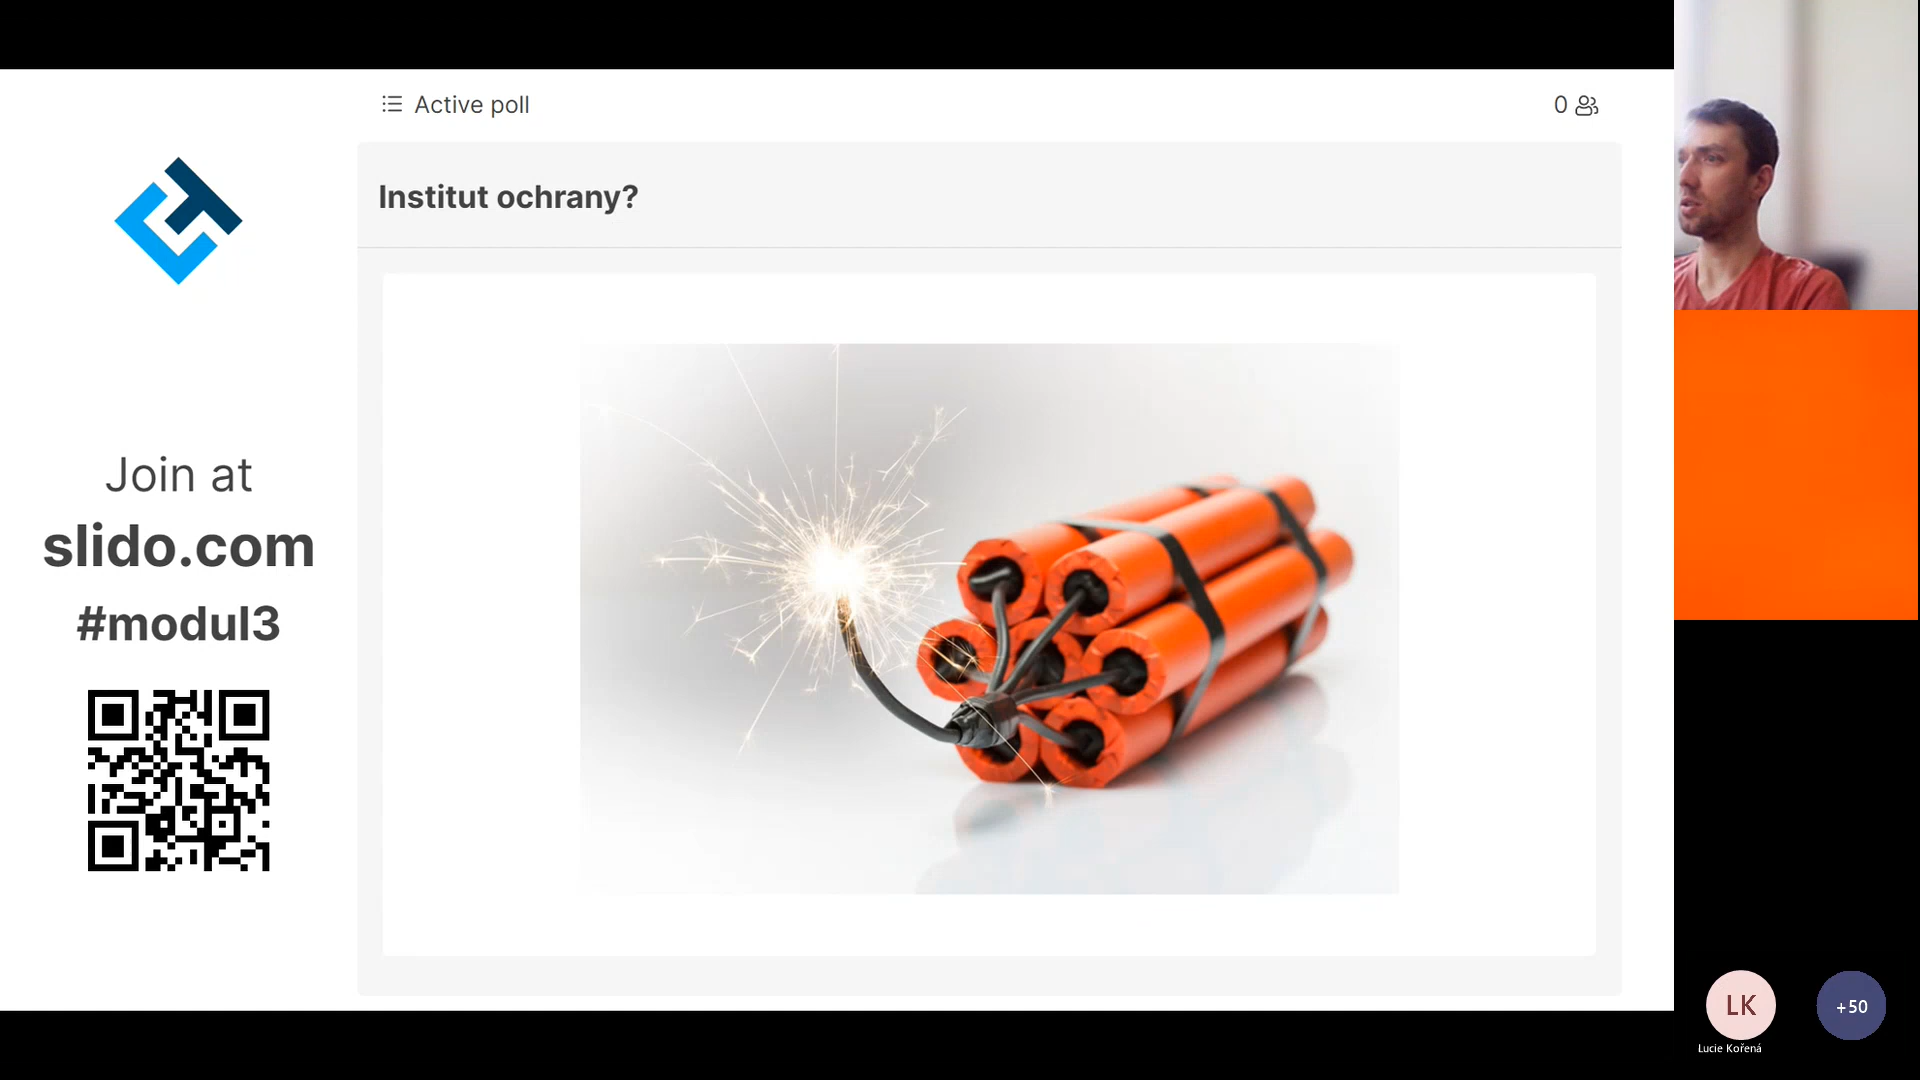 Active poll
0
Institut ochrany?
Join at
slido.com
#modul3
LK
Lucie Kořená
+50